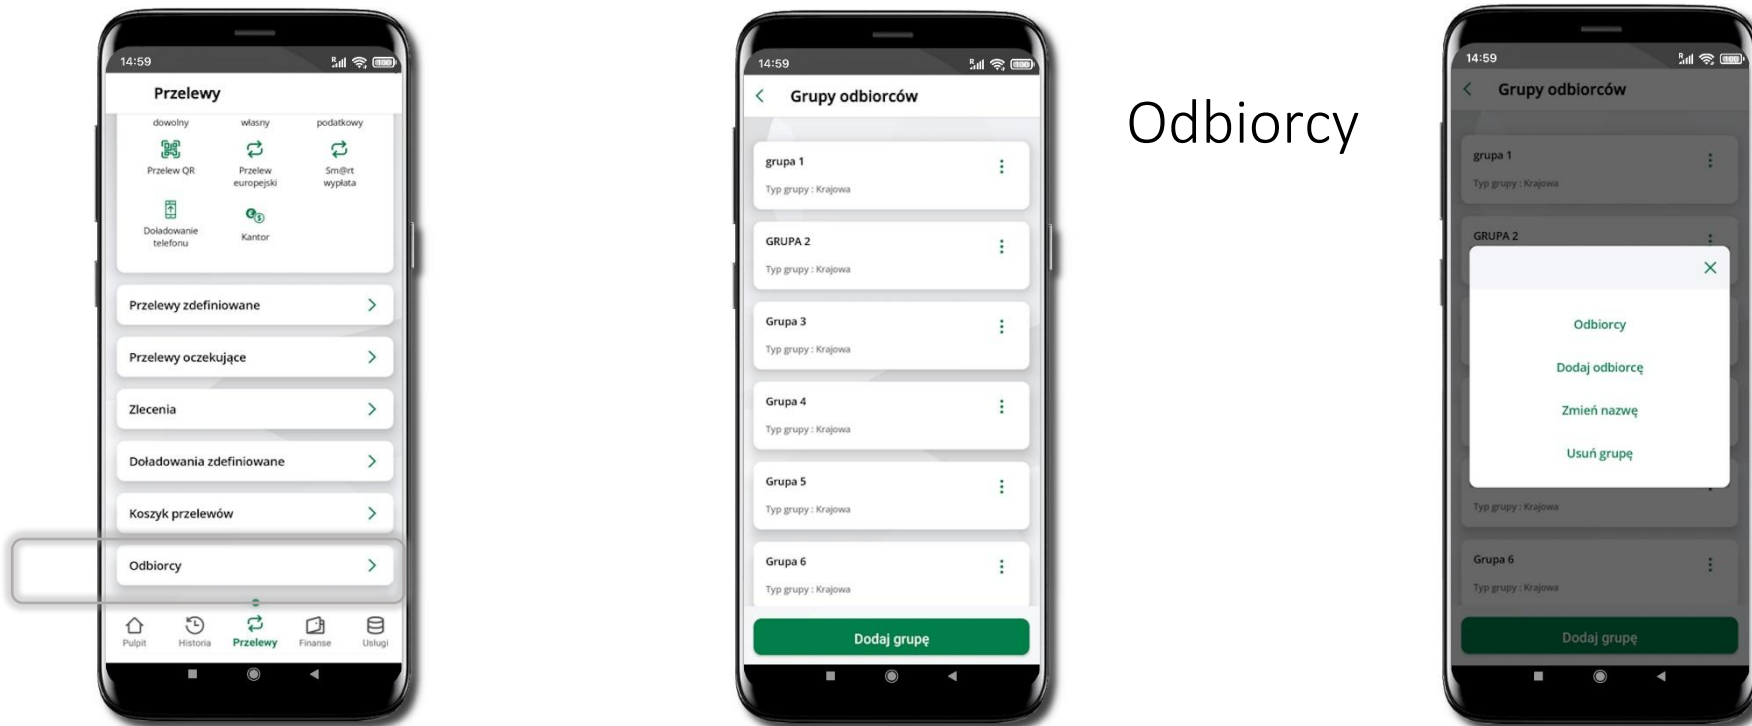 14:59
Przelewy
dowolny własny podatkowy
Przelew QR Przelew Sm@rt
europejski wypłata
Doładowanie Kantor
telefonu
Przelewy zdefiniowane
Przelewy oczekujące
Zlecenia
Doładowania zdefiniowane
Koszyk przelewów
Odbiorcy
Pulpit Historia Przelewy Finanse Usługi
14:59
Grupy odbiorców
grupa 1
Typ grupy : Krajowa
GRUPA 2
Typ grupy : Krajowa
Grupa 3
Typ grupy : Krajowa
Grupa 4
Typ grupy : Krajowa
Grupa 5
Typ grupy : Krajowa
Grupa 6
Typ grupy : Krajowa
Dodaj grupę
Odbiorcy
14:59
Grupy odbiorców
grupa 1
Typ grupy : Krajowa
GRUPA 2
Odbiorcy
Dodaj odbiorcę
Zmień nazwę
Usuń grupę
Typ grupy : Krajowa
Grupa 6
Typ grupy : Krajowa
Dodaj grupę